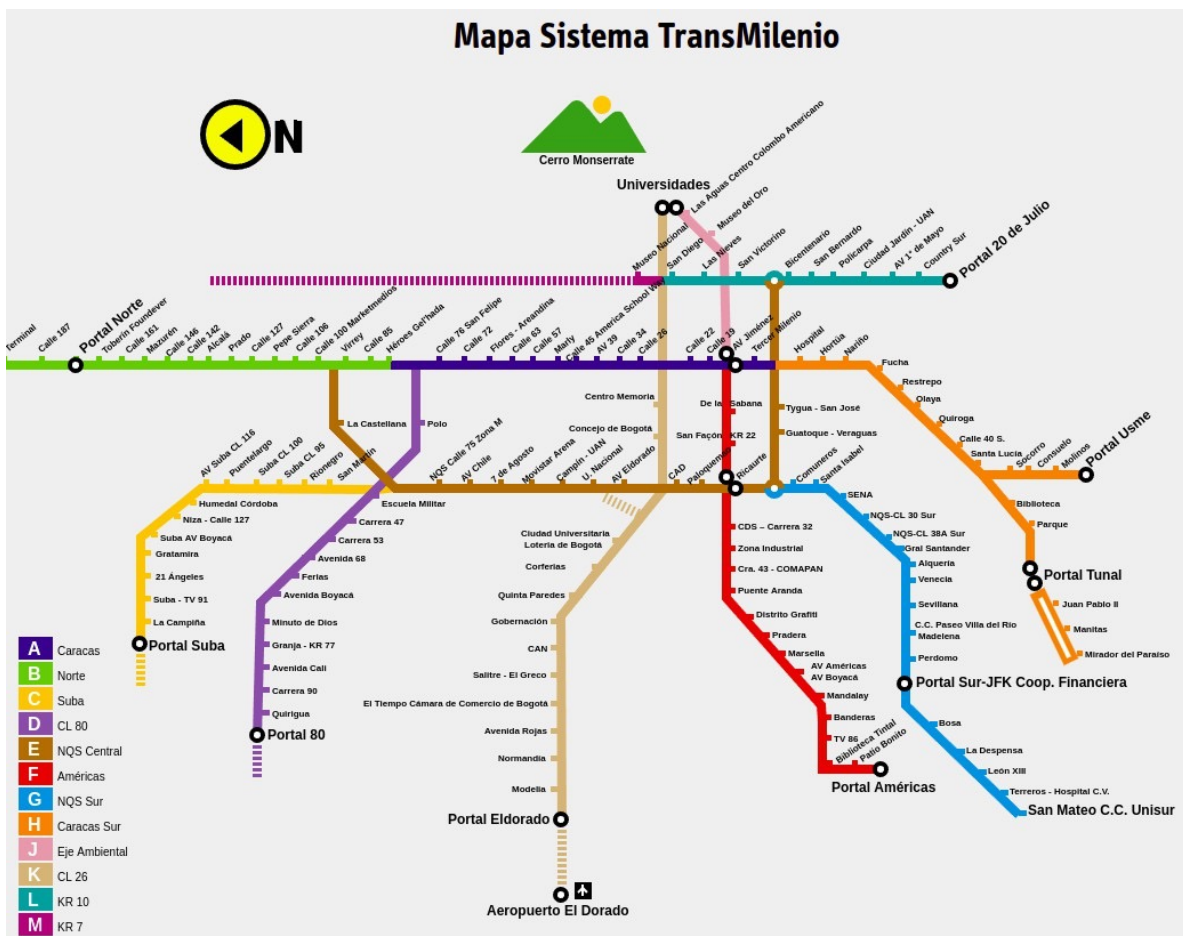 Mapa Sistema TransMilenio
N
Cerro Monserrate
Universidades
Las Aguas Centro Colombo Americano
Museo del Oro
Museo Nacional
San Diego
Las Nieves
San Victorino
Bicentenario
San Bernardo
Policarpa
Ciudad Jardín - UAN
AV 1° de Mayo
Country Sur
Portal 20 de Julio
Terminal
Calle 187
Portal Norte
Toberín Foundever
Calle 161
Mazurén
Calle 146
Calle 142
Alcalá
Prado
Calle 127
Pepe Sierra
Calle 106
Calle 100 Marketmedios
Virrey
Calle 85
Héroes Gel'hada
Calle 76 San Felipe
Calle 72
Flores - Areandina
Calle 63
Calle 57
Marly
Calle 45 America School Way
AV 39
Calle 34
Calle 26
Calle 22
Calle 19
AV Jiménez
Tercer Milenio
Hospital
Hortúa
Nariño
Fucha
Restrepo
Olaya
Quiroga
Calle 40 S.
Santa Lucía
Socorro
Consuelo
Molinos
Portal Usme
Biblioteca
Parque
Portal Tunal
Juan Pablo II
Manitas
Mirador del Paraíso
Centro Memoria
Concejo de Bogotá
De la Sabana
San Façón KR 22
Tygua - San José
Guatoque - Veraguas
La Castellana
Polo
AV Suba CL 116
Puentelargo
Suba CL 100
Suba CL 95
Rionegro
San Martín
NQS Calle 75 Zona M
AV Chile
7 de Agosto
Movistar Arena
Campín - UAN
U. Nacional
AV Eldorado
CAD
Paloquemao
Ricaurte
Comuneros
Santa Isabel
SENA
NQS-CL 30 Sur
NQS-CL 38A Sur
Gral Santander
Alquería
Venecia
Sevillana
C.C. Paseo Villa del Río
Madelena
Perdomo
Portal Sur-JFK Coop. Financiera
Bosa
La Despensa
León XIII
Terreros - Hospital C.V.
San Mateo C.C. Unisur
Humedal Córdoba
Niza - Calle 127
Suba AV Boyacá
Gratamira
21 Ángeles
Suba - TV 91
La Campiña
Portal Suba
Escuela Militar
Carrera 47
Carrera 53
Avenida 68
Ferias
Avenida Boyacá
Minuto de Dios
Granja - KR 77
Avenida Cali
Carrera 90
Quirigua
Portal 80
Ciudad Universitaria
Lotería de Bogotá
Corferias
Quinta Paredes
Gobernación
CAN
Salitre - El Greco
El Tiempo Cámara de Comercio de Bogotá
Avenida Rojas
Normandía
Modelia
Portal Eldorado
Aeropuerto El Dorado
CDS – Carrera 32
Zona Industrial
Cra. 43 - COMAPAN
Puente Aranda
Distrito Grafiti
Pradera
Marsella
AV Américas
AV Boyacá
Mandalay
Banderas
TV 86
Biblioteca Tintal
Patio Bonito
Portal Américas
A Caracas
B Norte
C Suba
D CL 80
E NQS Central
F Américas
G NQS Sur
H Caracas Sur
J Eje Ambiental
K CL 26
L KR 10
M KR 7